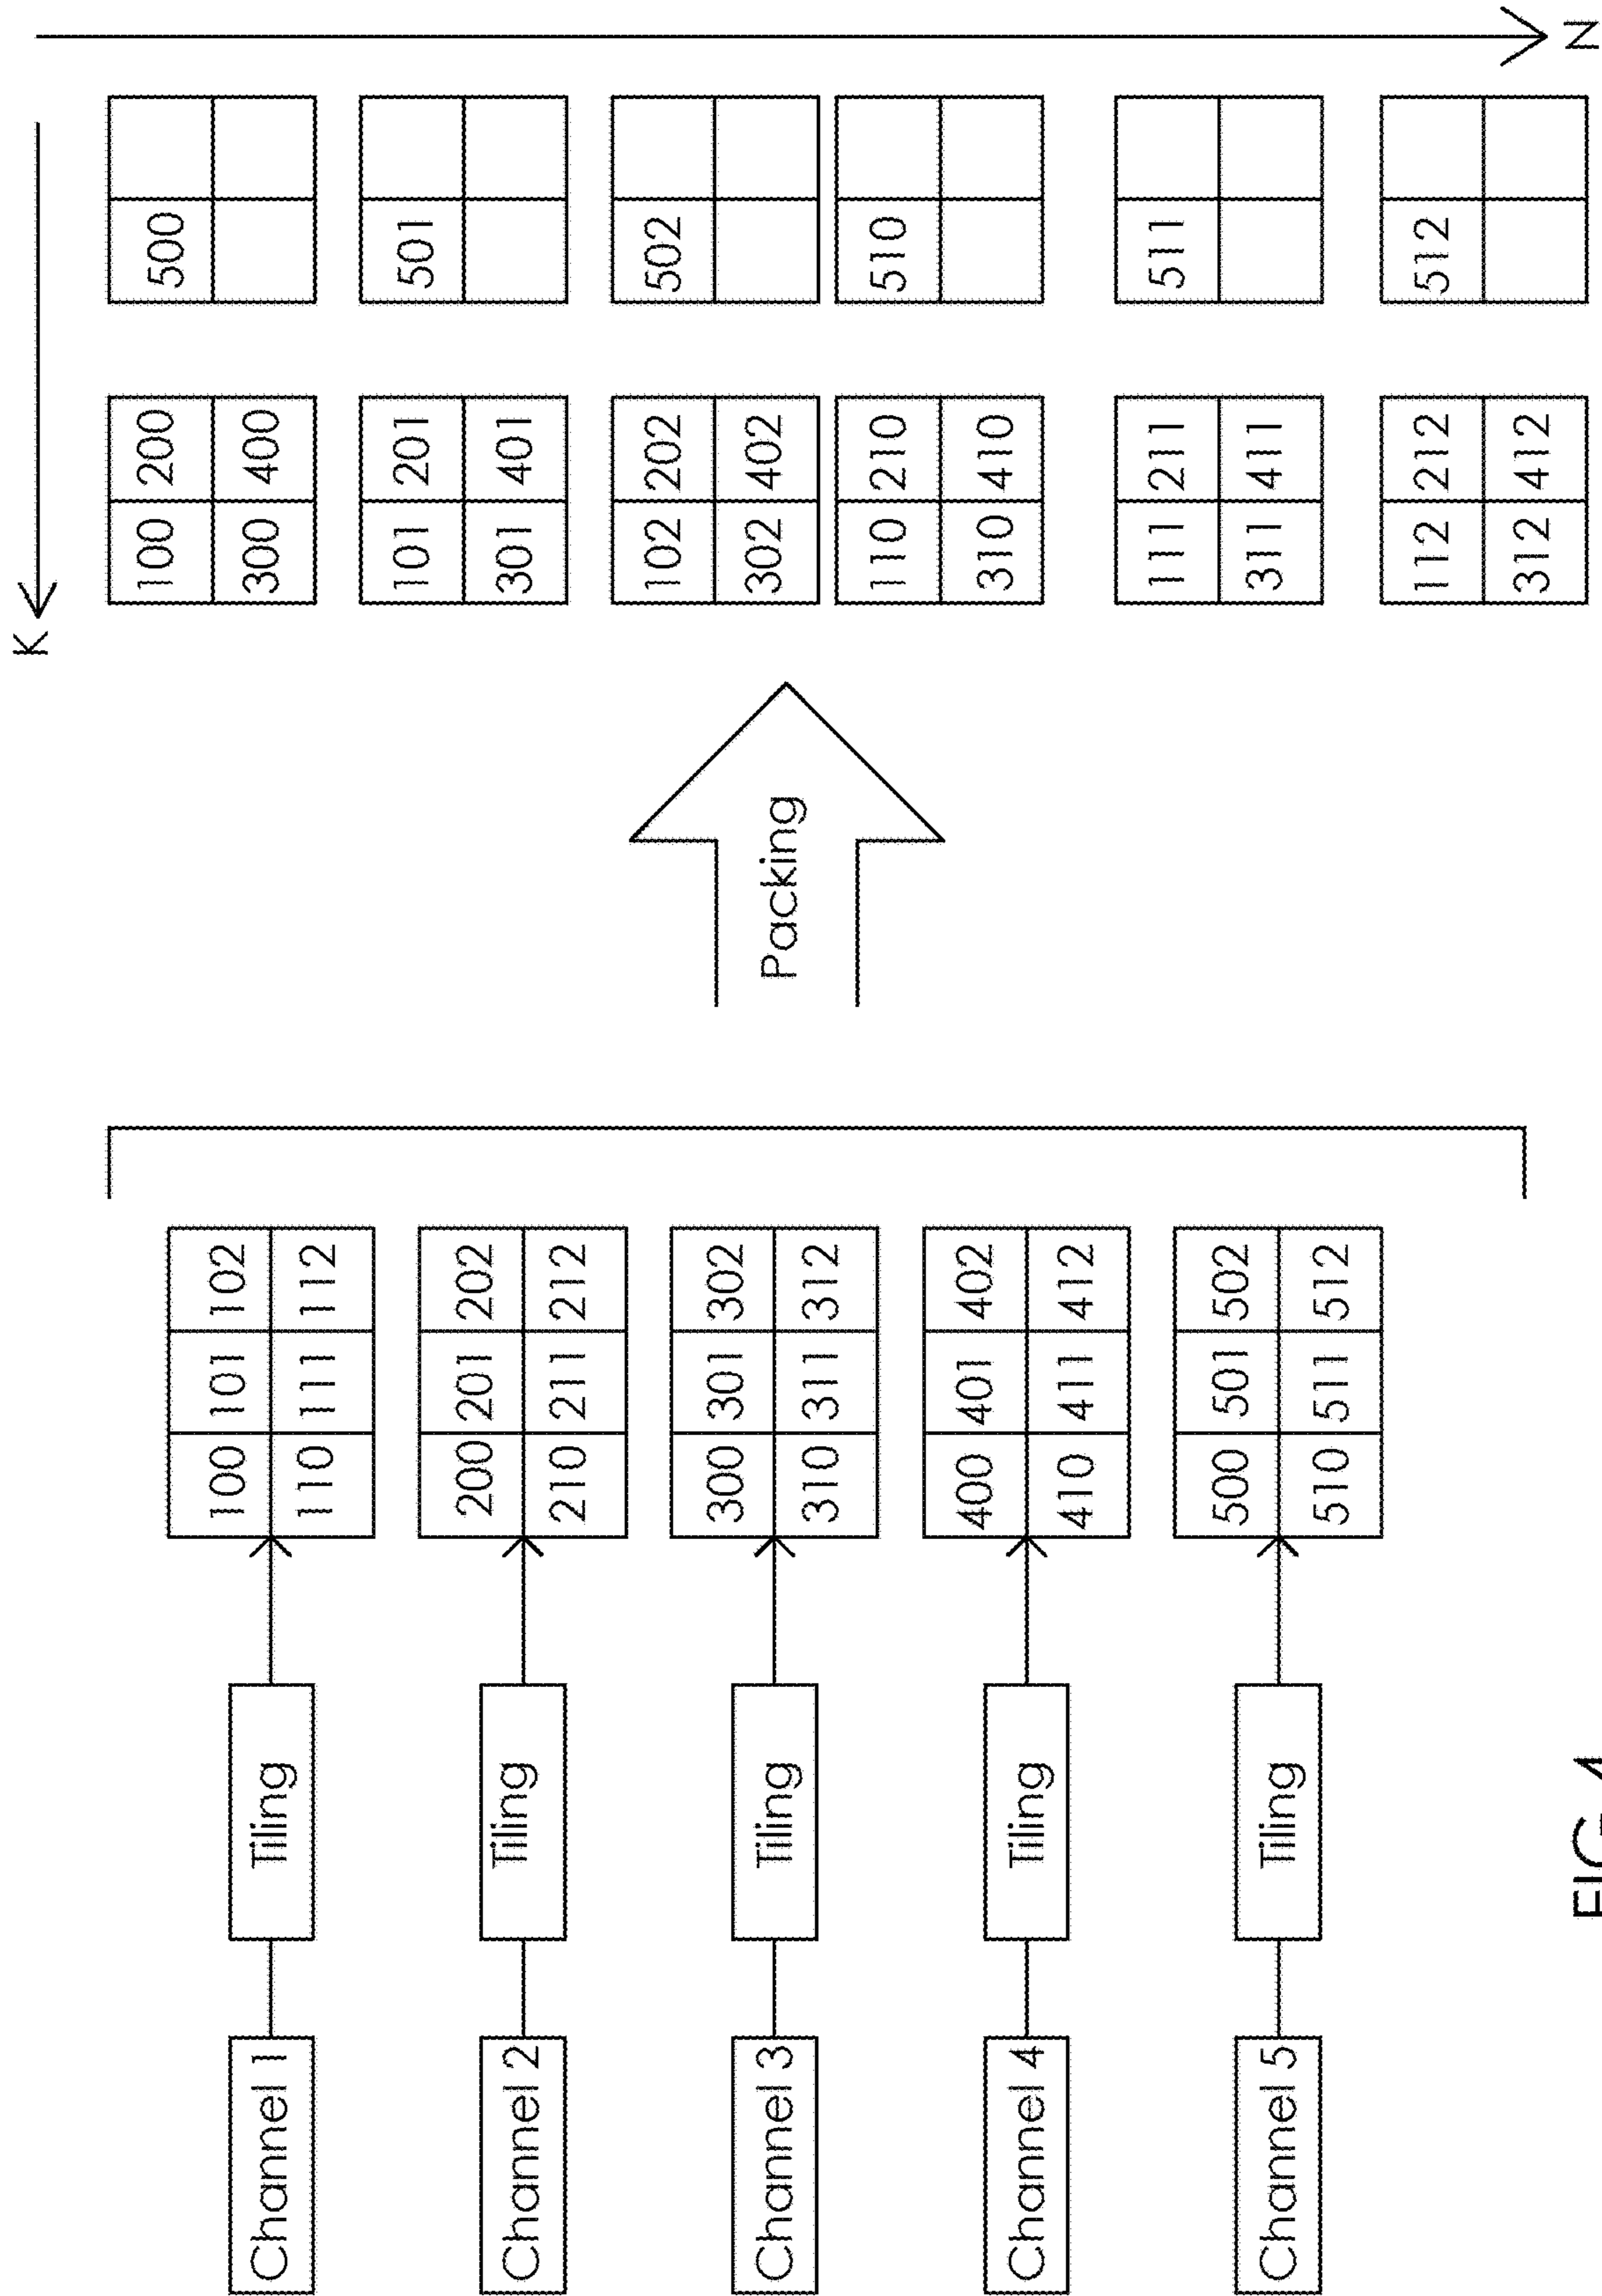 K
N
Channel 1
Tiling
100 101 102
110 111 112
Channel 2
Tiling
200 201 202
210 211 212
Channel 3
Tiling
300 301 302
310 311 312
Channel 4
Tiling
400 401 402
410 411 412
Channel 5
Tiling
500 501 502
510 511 512
Packing
100 200
300 400
500
101 201
301 401
501
102 202
302 402
502
110 210
310 410
510
111 211
311 411
511
112 212
312 412
512
FIG. 4